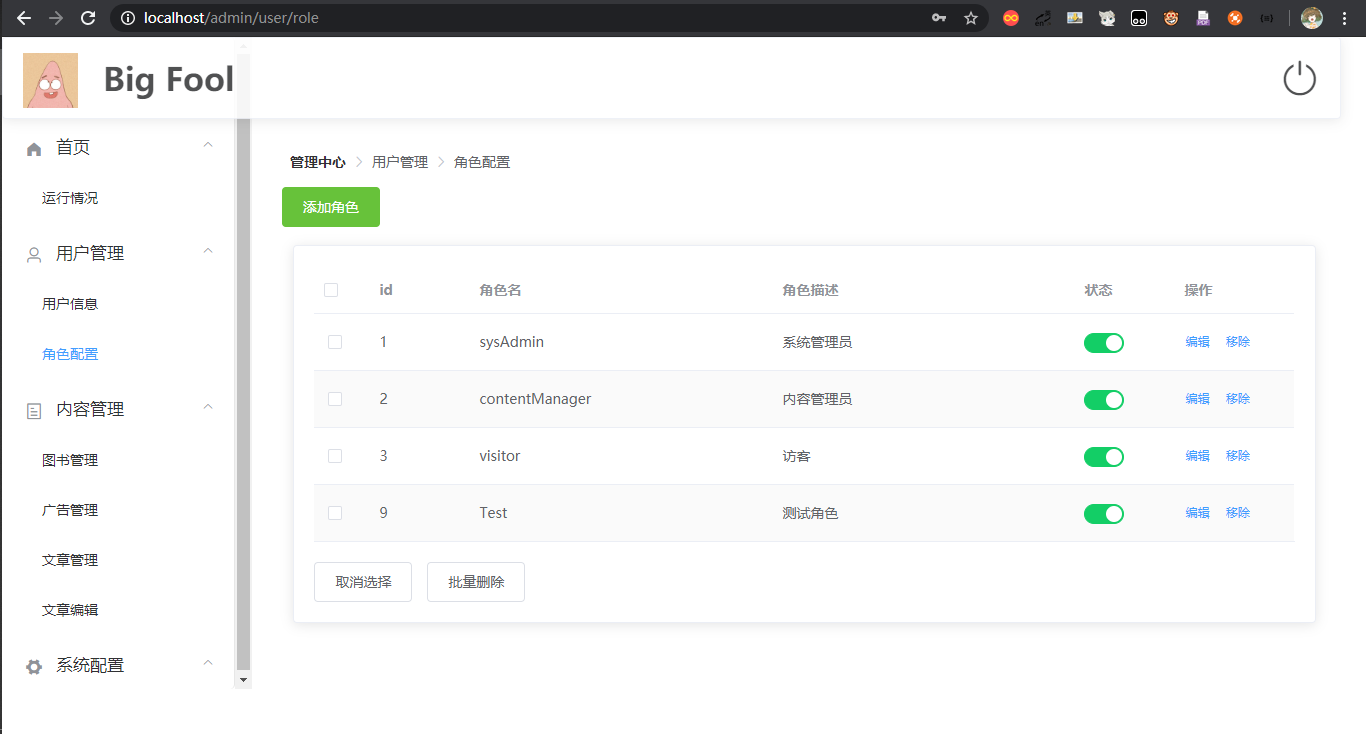 localhost/admin/user/role
Big Fool
首页
运行情况
用户管理
用户信息
角色配置
内容管理
图书管理
广告管理
文章管理
文章编辑
系统配置
管理中心 > 用户管理 > 角色配置
添加角色
id 角色名 角色描述 状态 操作
1 sysAdmin 系统管理员 编辑 移除
2 contentManager 内容管理员 编辑 移除
3 visitor 访客 编辑 移除
9 Test 测试角色 编辑 移除
取消选择 批量删除